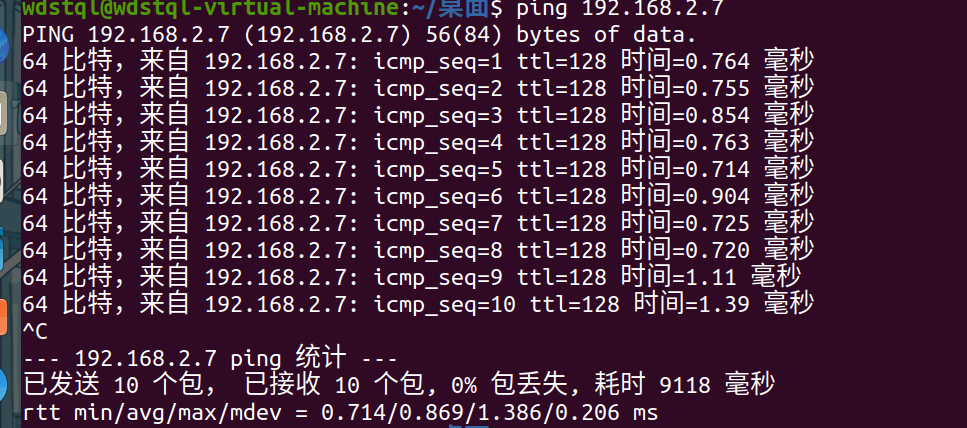 wdstql@wdstql-virtual-machine:~/桌面$ ping 192.168.2.7
PING 192.168.2.7 (192.168.2.7) 56(84) bytes of data.
64 比特，来自 192.168.2.7: icmp_seq=1 ttl=128 时间=0.764 毫秒
64 比特，来自 192.168.2.7: icmp_seq=2 ttl=128 时间=0.755 毫秒
64 比特，来自 192.168.2.7: icmp_seq=3 ttl=128 时间=0.854 毫秒
64 比特，来自 192.168.2.7: icmp_seq=4 ttl=128 时间=0.763 毫秒
64 比特，来自 192.168.2.7: icmp_seq=5 ttl=128 时间=0.714 毫秒
64 比特，来自 192.168.2.7: icmp_seq=6 ttl=128 时间=0.904 毫秒
64 比特，来自 192.168.2.7: icmp_seq=7 ttl=128 时间=0.725 毫秒
64 比特，来自 192.168.2.7: icmp_seq=8 ttl=128 时间=0.720 毫秒
64 比特，来自 192.168.2.7: icmp_seq=9 ttl=128 时间=1.11 毫秒
64 比特，来自 192.168.2.7: icmp_seq=10 ttl=128 时间=1.39 毫秒
^C
--- 192.168.2.7 ping 统计 ---
已发送 10 个包， 已接收 10 个包，0% 包丢失，耗时 9118 毫秒
rtt min/avg/max/mdev = 0.714/0.869/1.386/0.206 ms